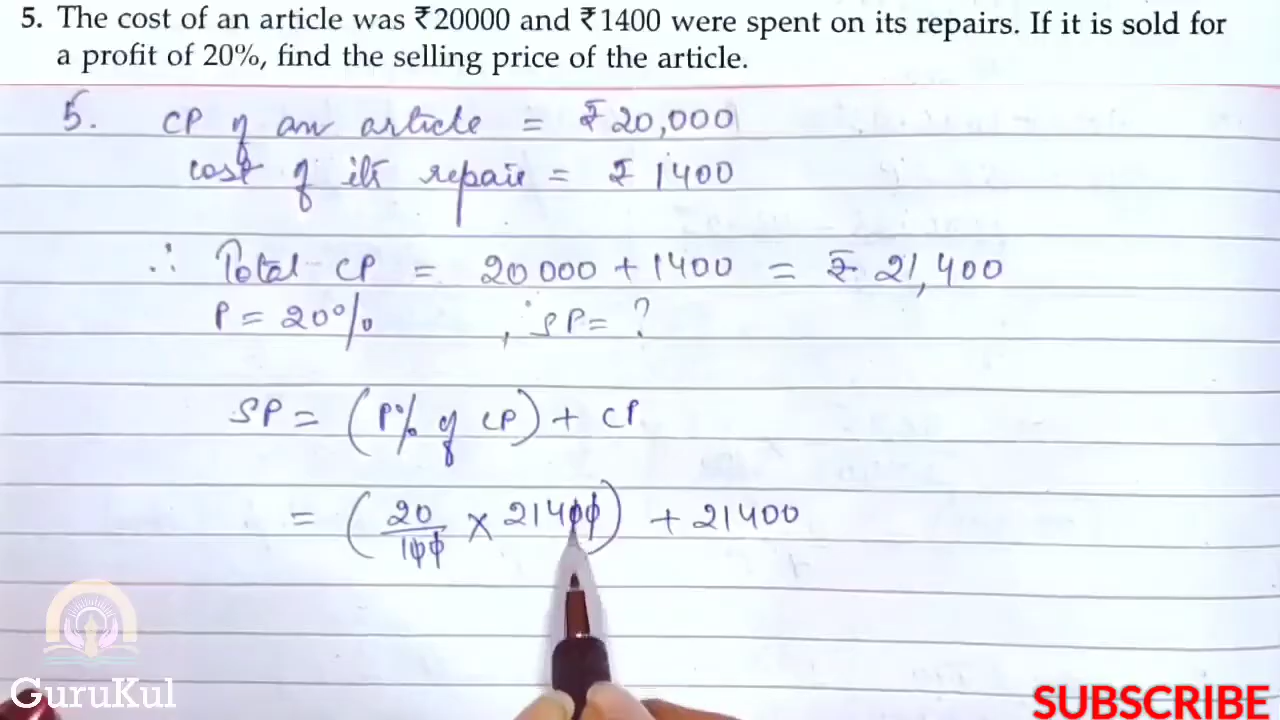 5. The cost of an article was ₹20000 and ₹1400 were spent on its repairs. If it is sold for
a profit of 20%, find the selling price of the article.
5. CP of an article = ₹20,000
cost of its repair = ₹ 1400
∴ Total CP = 20000 + 1400 = ₹ 21,400
P = 20% , SP = ?
SP = (P% of CP) + CP
= (20/100 × 21400) + 21400
GuruKul
SUBSCRIBE